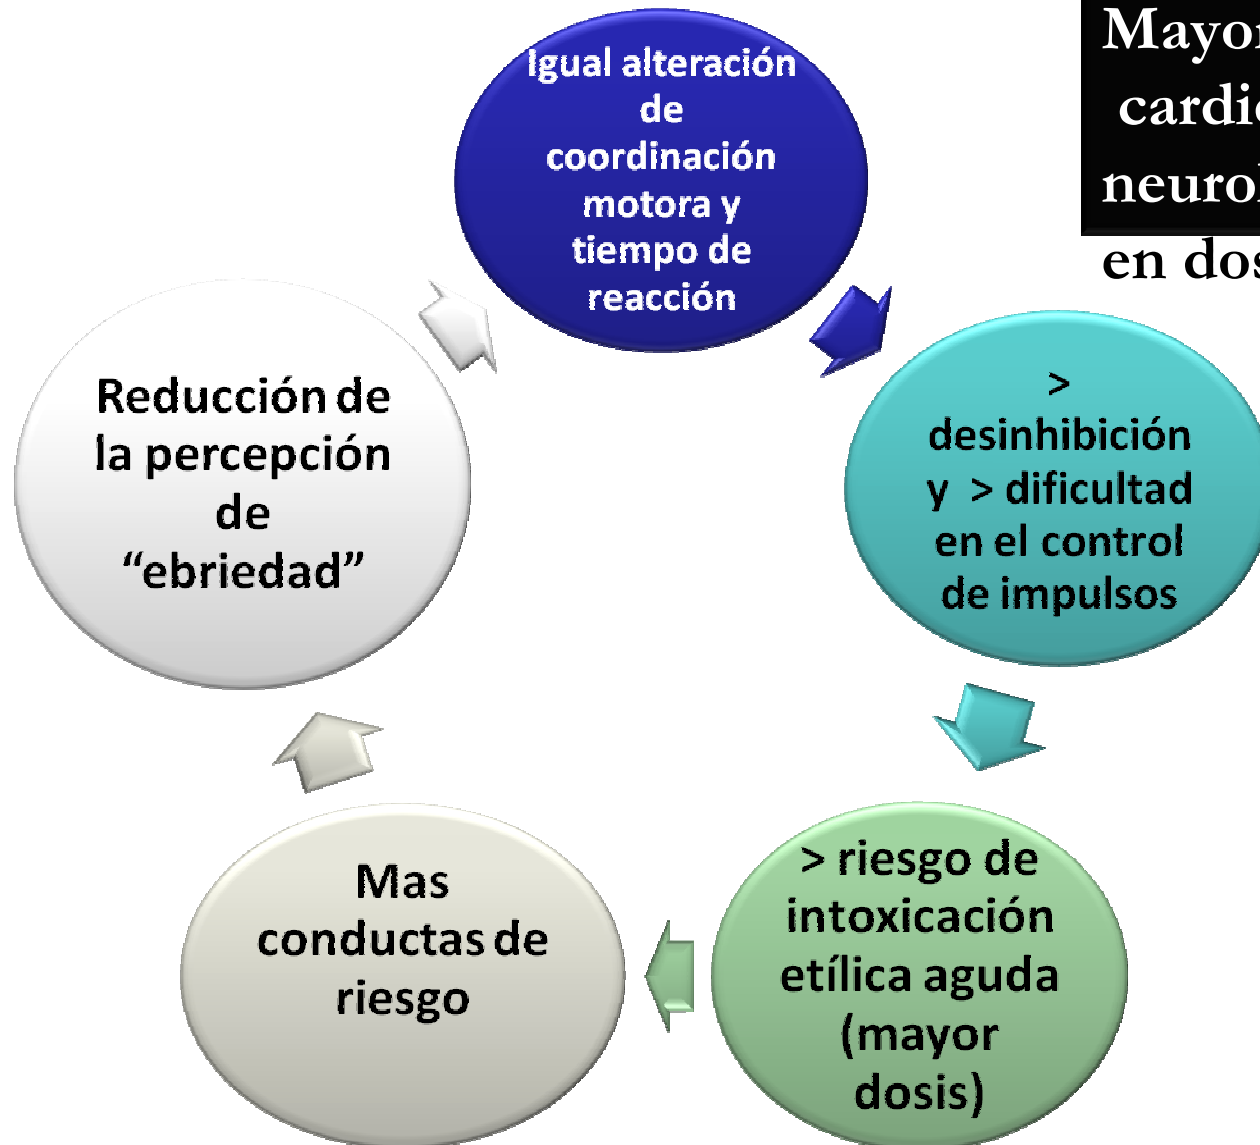 Igual alteración
de
coordinación
motora y
tiempo de
reacción
>
desinhibición
y > dificultad
en el control
de impulsos
> riesgo de
intoxicación
etílica aguda
(mayor
dosis)
Mas
conductas de
riesgo
Reducción de
la percepción
de
“ebriedad”
en